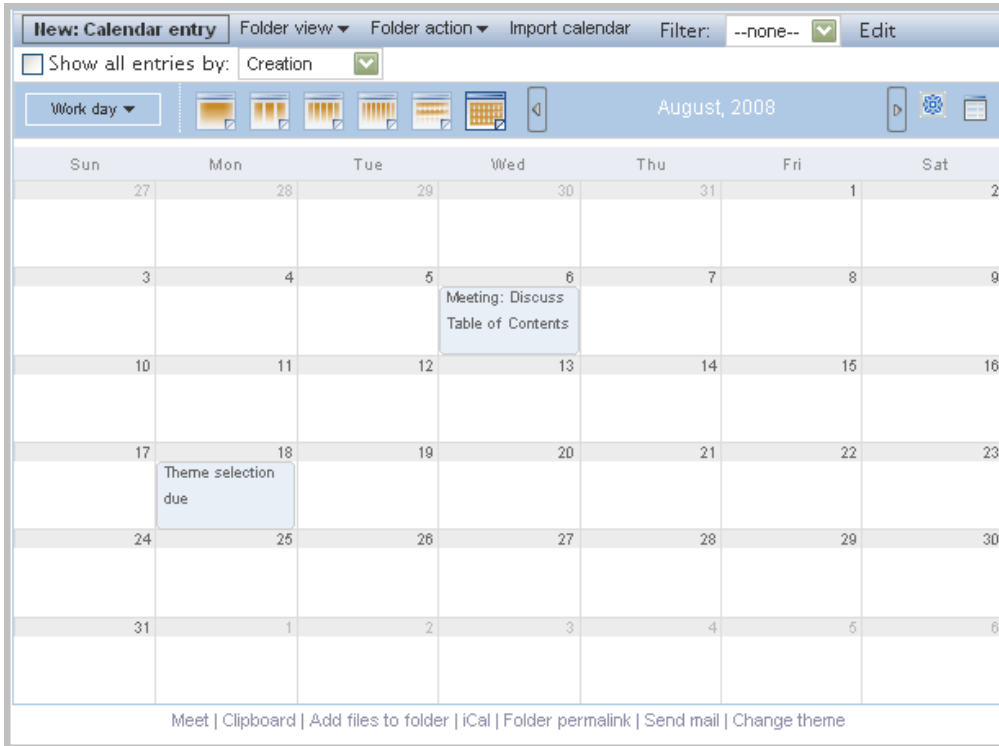 New: Calendar entry Folder view Folder action Import calendar Filter: --none-- Edit
Show all entries by: Creation
Work day August, 2008
Sun Mon Tue Wed Thu Fri Sat
27 28 29 30 31 1 2
3 4 5 6 7 8 9
Meeting: Discuss
Table of Contents
10 11 12 13 14 15 16
17 18 19 20 21 22 23
Theme selection
due
24 25 26 27 28 29 30
31 1 2 3 4 5 6
Meet | Clipboard | Add files to folder | iCal | Folder permalink | Send mail | Change theme